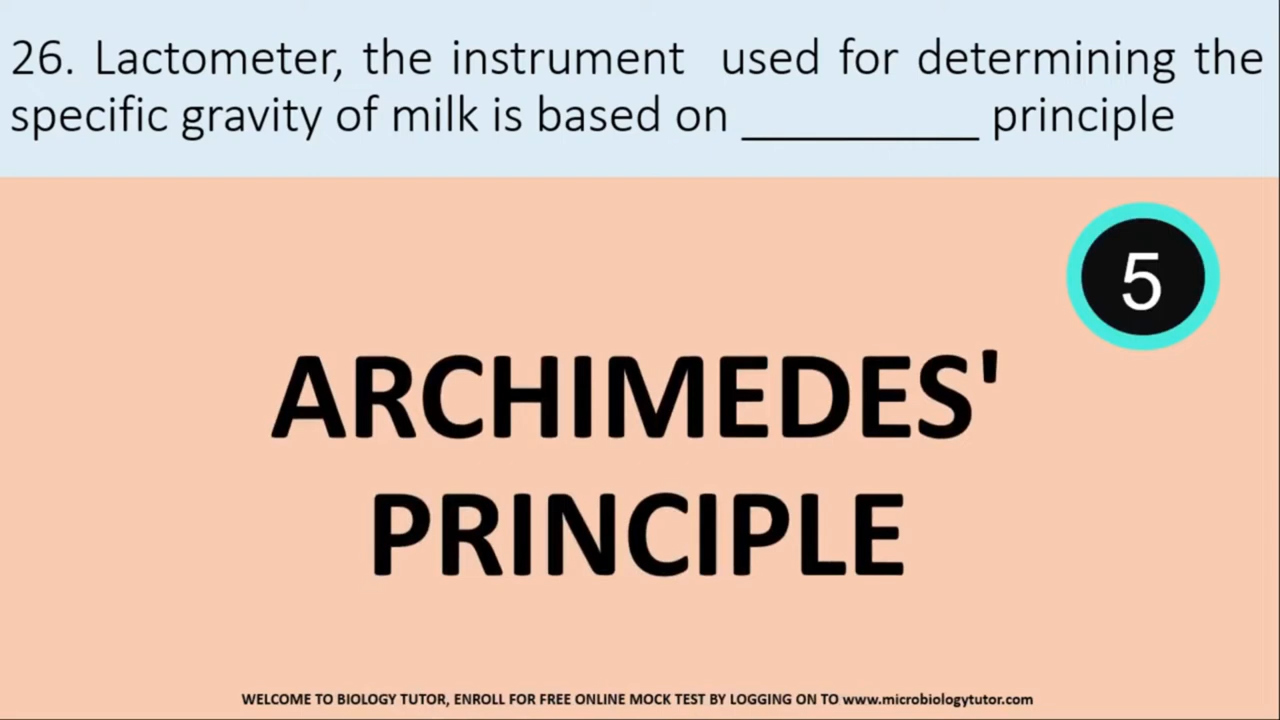 26. Lactometer, the instrument used for determining the
specific gravity of milk is based on __________ principle
5
ARCHIMEDES'
PRINCIPLE
WELCOME TO BIOLOGY TUTOR, ENROLL FOR FREE ONLINE MOCK TEST BY LOGGING ON TO www.microbiologytutor.com